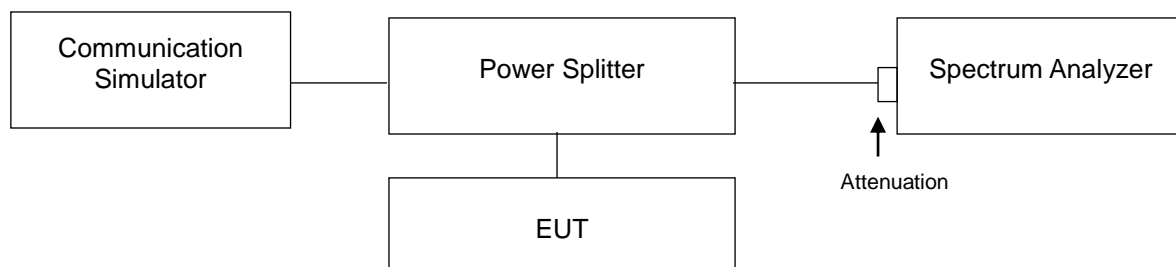 Communication
Simulator
Power Splitter
Spectrum Analyzer
Attenuation
EUT